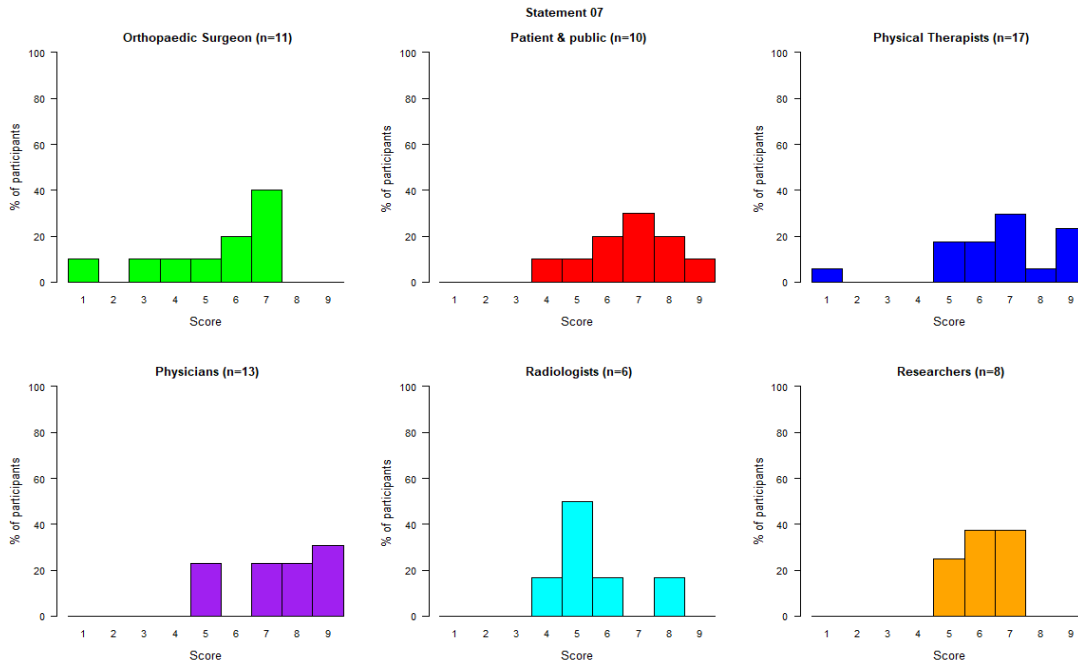 Statement 07
Orthopaedic Surgeon (n=11)
% of participants
100
80
60
40
20
0
1 2 3 4 5 6 7 8 9
Score
Patient & public (n=10)
% of participants
100
80
60
40
20
0
1 2 3 4 5 6 7 8 9
Score
Physical Therapists (n=17)
% of participants
100
80
60
40
20
0
1 2 3 4 5 6 7 8 9
Score
Physicians (n=13)
% of participants
100
80
60
40
20
0
1 2 3 4 5 6 7 8 9
Score
Radiologists (n=6)
% of participants
100
80
60
40
20
0
1 2 3 4 5 6 7 8 9
Score
Researchers (n=8)
% of participants
100
80
60
40
20
0
1 2 3 4 5 6 7 8 9
Score